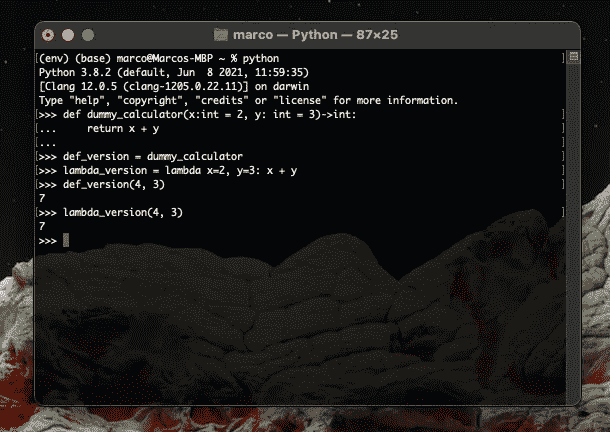 marco — Python — 87×25
(env) (base) marco@Marcos-MBP ~ % python
Python 3.8.2 (default, Jun  8 2021, 11:59:35)
[Clang 12.0.5 (clang-1205.0.22.11)] on darwin
Type "help", "copyright", "credits" or "license" for more information.
>>> def dummy_calculator(x:int = 2, y: int = 3)->int:
...     return x + y
...
>>> def_version = dummy_calculator
>>> lambda_version = lambda x=2, y=3: x + y
>>> def_version(4, 3)
7
>>> lambda_version(4, 3)
7
>>>